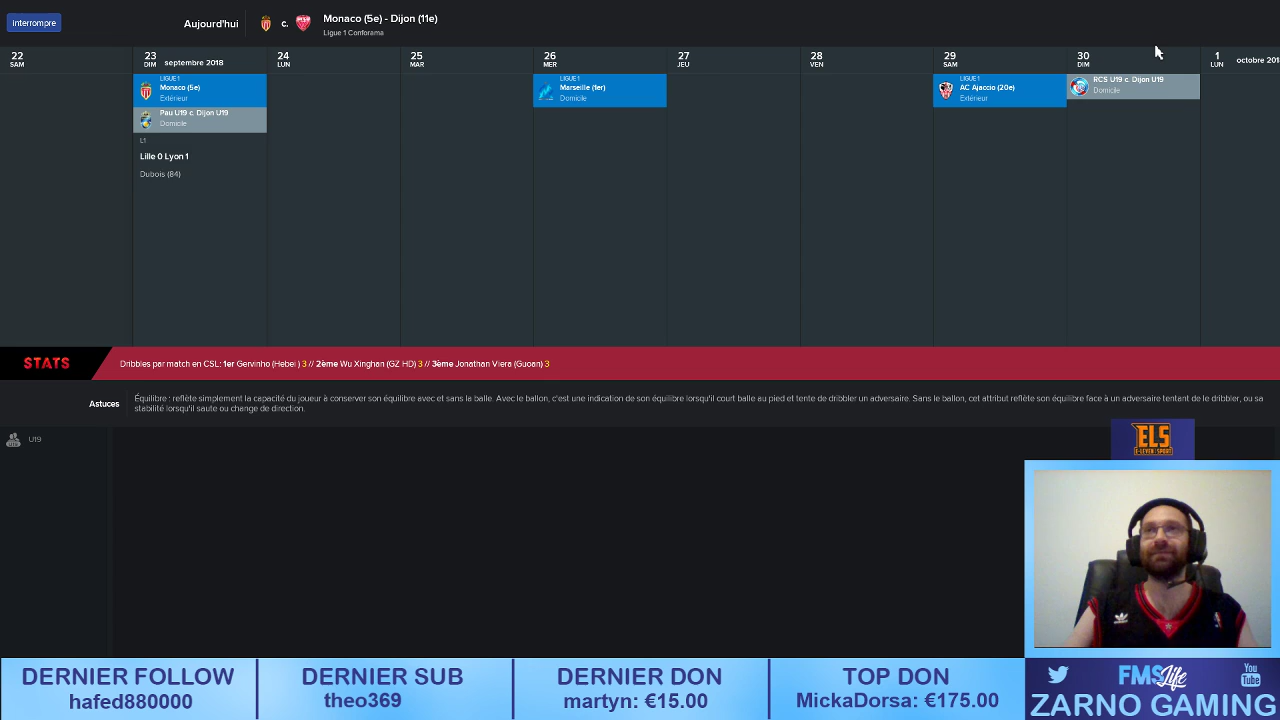 Interrompre
Aujourd'hui
c.
Monaco (5e) - Dijon (11e)
Ligue 1 Conforama
22
SAM
23
DIM
septembre 2018
24
LUN
25
MAR
26
MER
27
JEU
28
VEN
29
SAM
30
DIM
1
LUN
octobre 201
LIGUE 1
Monaco (5e)
Extérieur
Pau U19 c. Dijon U19
Domicile
L1
Lille 0 Lyon 1
Dubois (84)
LIGUE 1
Marseille (1er)
Domicile
LIGUE 1
AC Ajaccio (20e)
Extérieur
RCS U19 c. Dijon U19
Domicile
STATS
Dribbles par match en CSL: 1er Gervinho (Hebei ) 3 // 2ème Wu Xinghan (GZ HD) 3 // 3ème Jonathan Viera (Guoan) 3
Astuces
Équilibre : reflète simplement la capacité du joueur à conserver son équilibre avec et sans la balle. Avec le ballon, c'est une indication de son équilibre lorsqu'il court balle au pied et tente de dribbler un adversaire. Sans le ballon, cet attribut reflète son équilibre face à un adversaire tentant de le dribbler, ou sa
stabilité lorsqu'il saute ou change de direction.
U19
ELS
E-LEVEN SPORT
DERNIER FOLLOW
hafed880000
DERNIER SUB
theo369
DERNIER DON
martyn: €15.00
TOP DON
MickaDorsa: €175.00
FMSLife
You
Tube
ZARNO GAMING